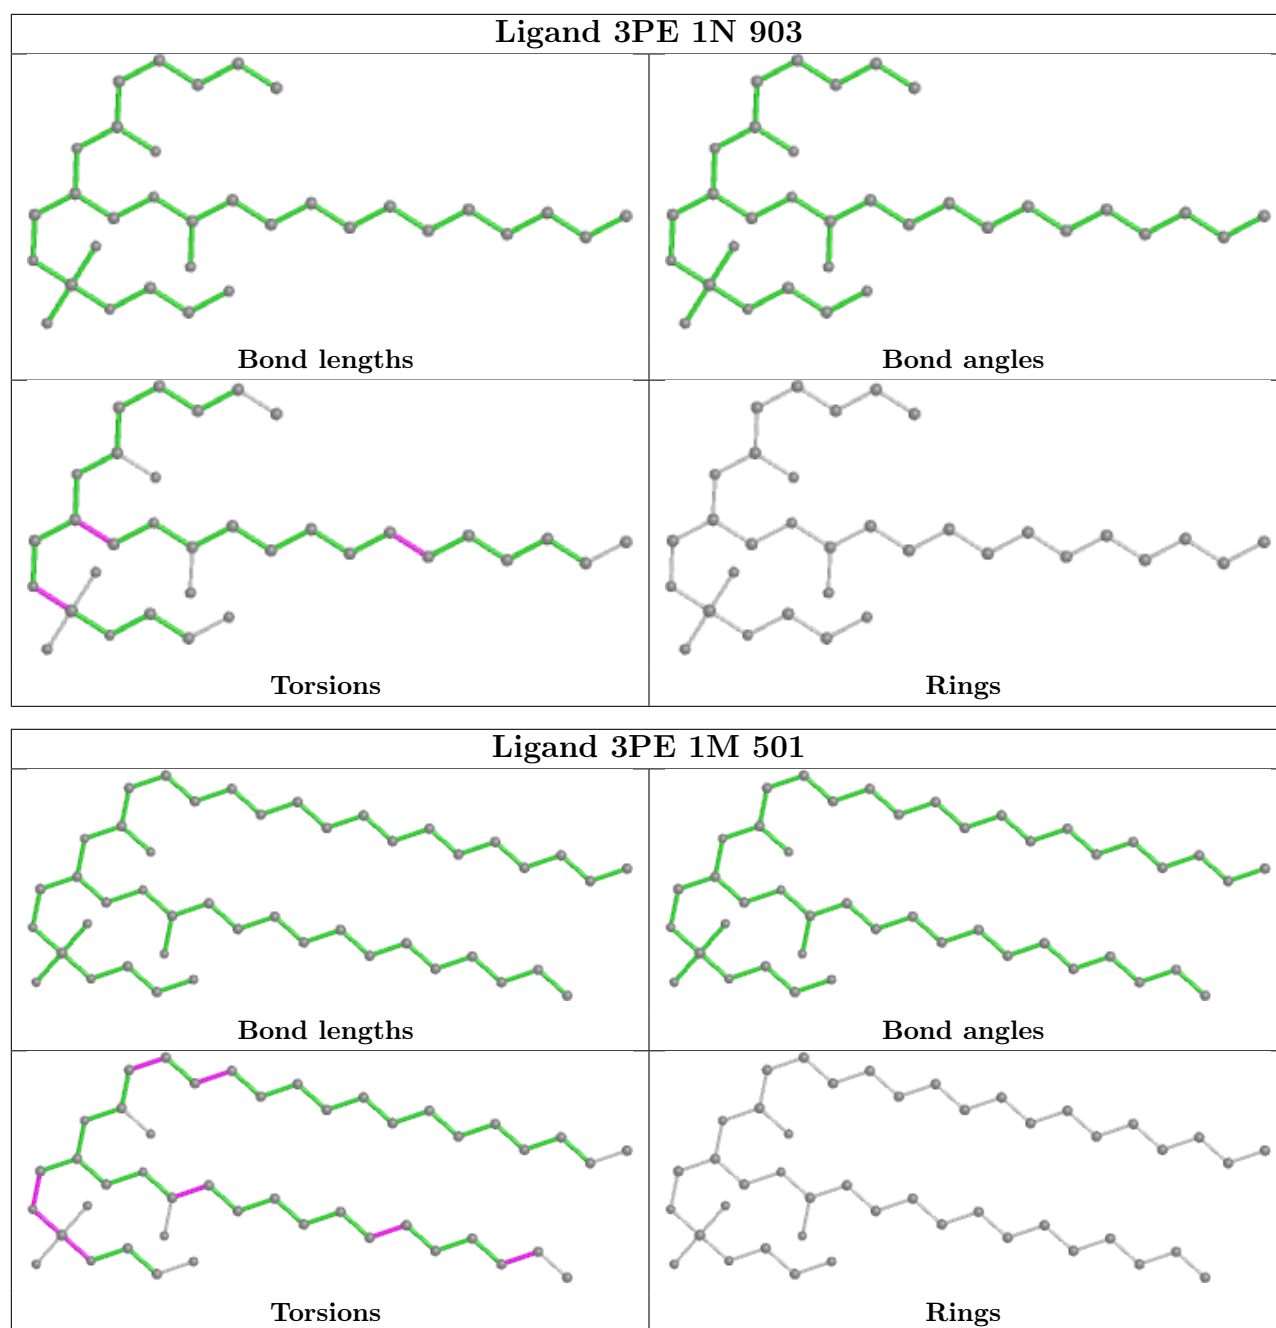 Ligand 3PE 1N 903
Bond lengths
Bond angles
Torsions
Rings
Ligand 3PE 1M 501
Bond lengths
Bond angles
Torsions
Rings